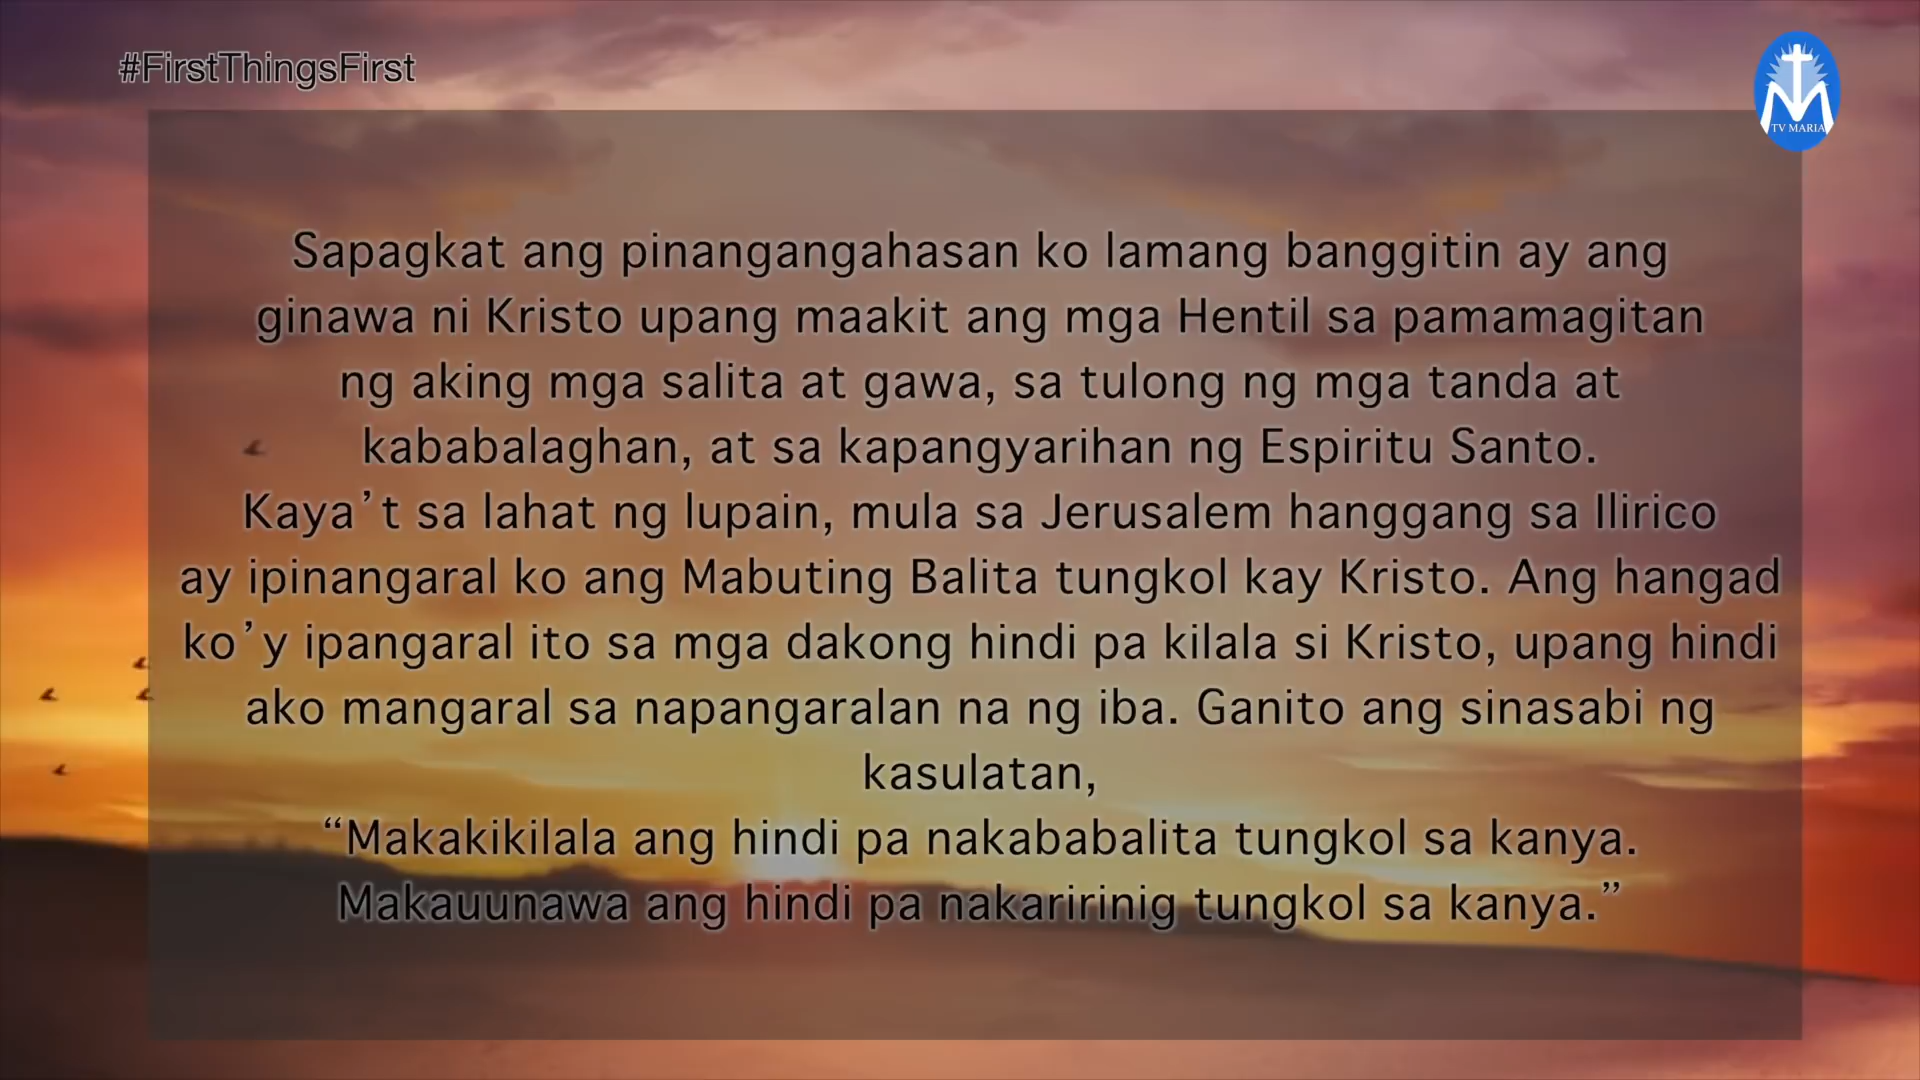 #FirstThingsFirst
TV MARIA
Sapagkat ang pinangangahasan ko lamang banggitin ay ang
ginawa ni Kristo upang maakit ang mga Hentil sa pamamagitan
ng aking mga salita at gawa, sa tulong ng mga tanda at
kababalaghan, at sa kapangyarihan ng Espiritu Santo.
Kaya’t sa lahat ng lupain, mula sa Jerusalem hanggang sa Ilirico
ay ipinangaral ko ang Mabuting Balita tungkol kay Kristo. Ang hangad
ko’y ipangaral ito sa mga dakong hindi pa kilala si Kristo, upang hindi
ako mangaral sa napangaralan na ng iba. Ganito ang sinasabi ng
kasulatan,
“Makakikilala ang hindi pa nakababalita tungkol sa kanya.
Makauunawa ang hindi pa nakaririnig tungkol sa kanya.”